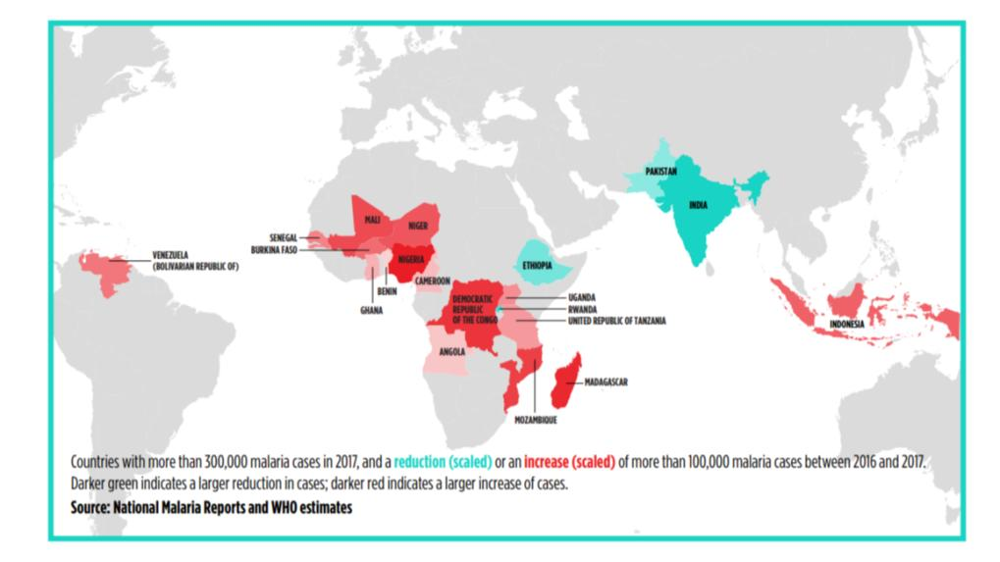 PAKISTAN
INDIA
MALI
NIGER
SENEGAL
BURKINA FASO
NIGERIA
VENEZUELA
(BOLIVARIAN REPUBLIC OF)
ETHIOPIA
CAMEROON
BENIN
GHANA
DEMOCRATIC
REPUBLIC
OF THE CONGO
UGANDA
RWANDA
UNITED REPUBLIC OF TANZANIA
INDONESIA
ANGOLA
MADAGASCAR
MOZAMBIQUE
Countries with more than 300,000 malaria cases in 2017, and a reduction (scaled) or an increase (scaled) of more than 100,000 malaria cases between 2016 and 2017.
Darker green indicates a larger reduction in cases; darker red indicates a larger increase of cases.
Source: National Malaria Reports and WHO estimates